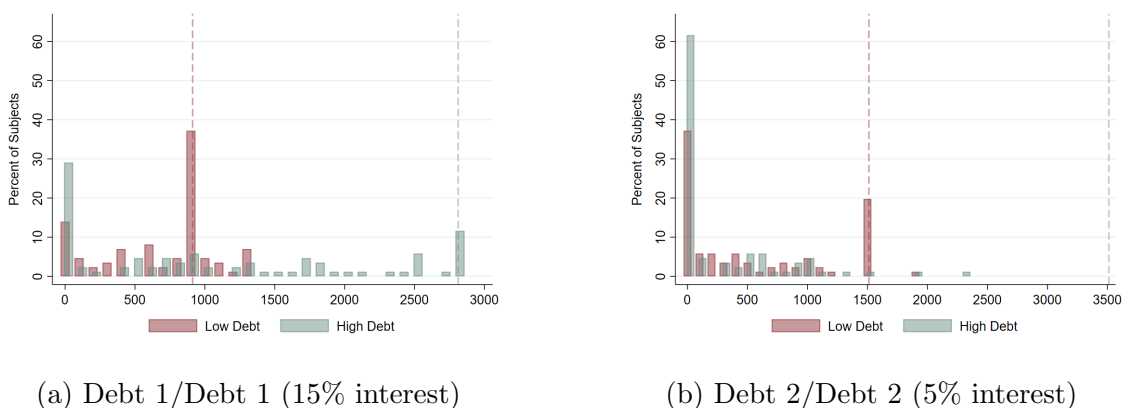 Percent of Subjects
60
50
40
30
20
10
0
0 500 1000 1500 2000 2500 3000
Low Debt High Debt
(a) Debt 1/Debt 1 (15% interest)
Percent of Subjects
60
50
40
30
20
10
0
0 500 1000 1500 2000 2500 3000 3500
Low Debt High Debt
(b) Debt 2/Debt 2 (5% interest)